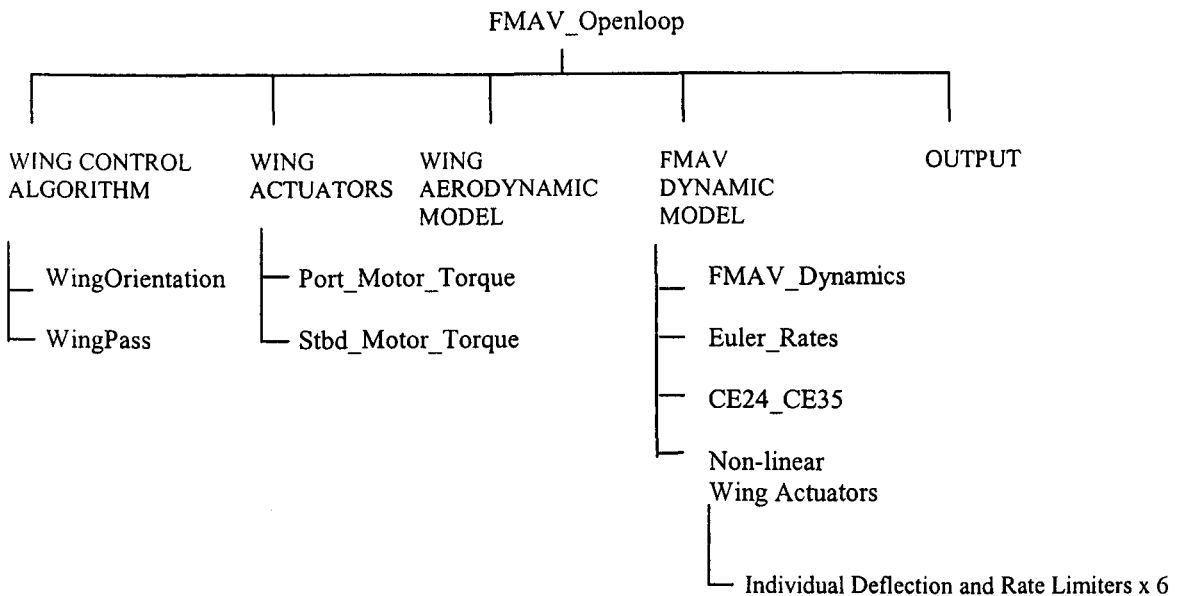 FMAV_Openloop
WING CONTROL
ALGORITHM
WingOrientation
WingPass
WING
ACTUATORS
Port_Motor_Torque
Stbd_Motor_Torque
WING
AERODYNAMIC
MODEL
FMAV
DYNAMIC
MODEL
FMAV_Dynamics
Euler_Rates
CE24_CE35
Non-linear
Wing Actuators
Individual Deflection and Rate Limiters x 6
OUTPUT